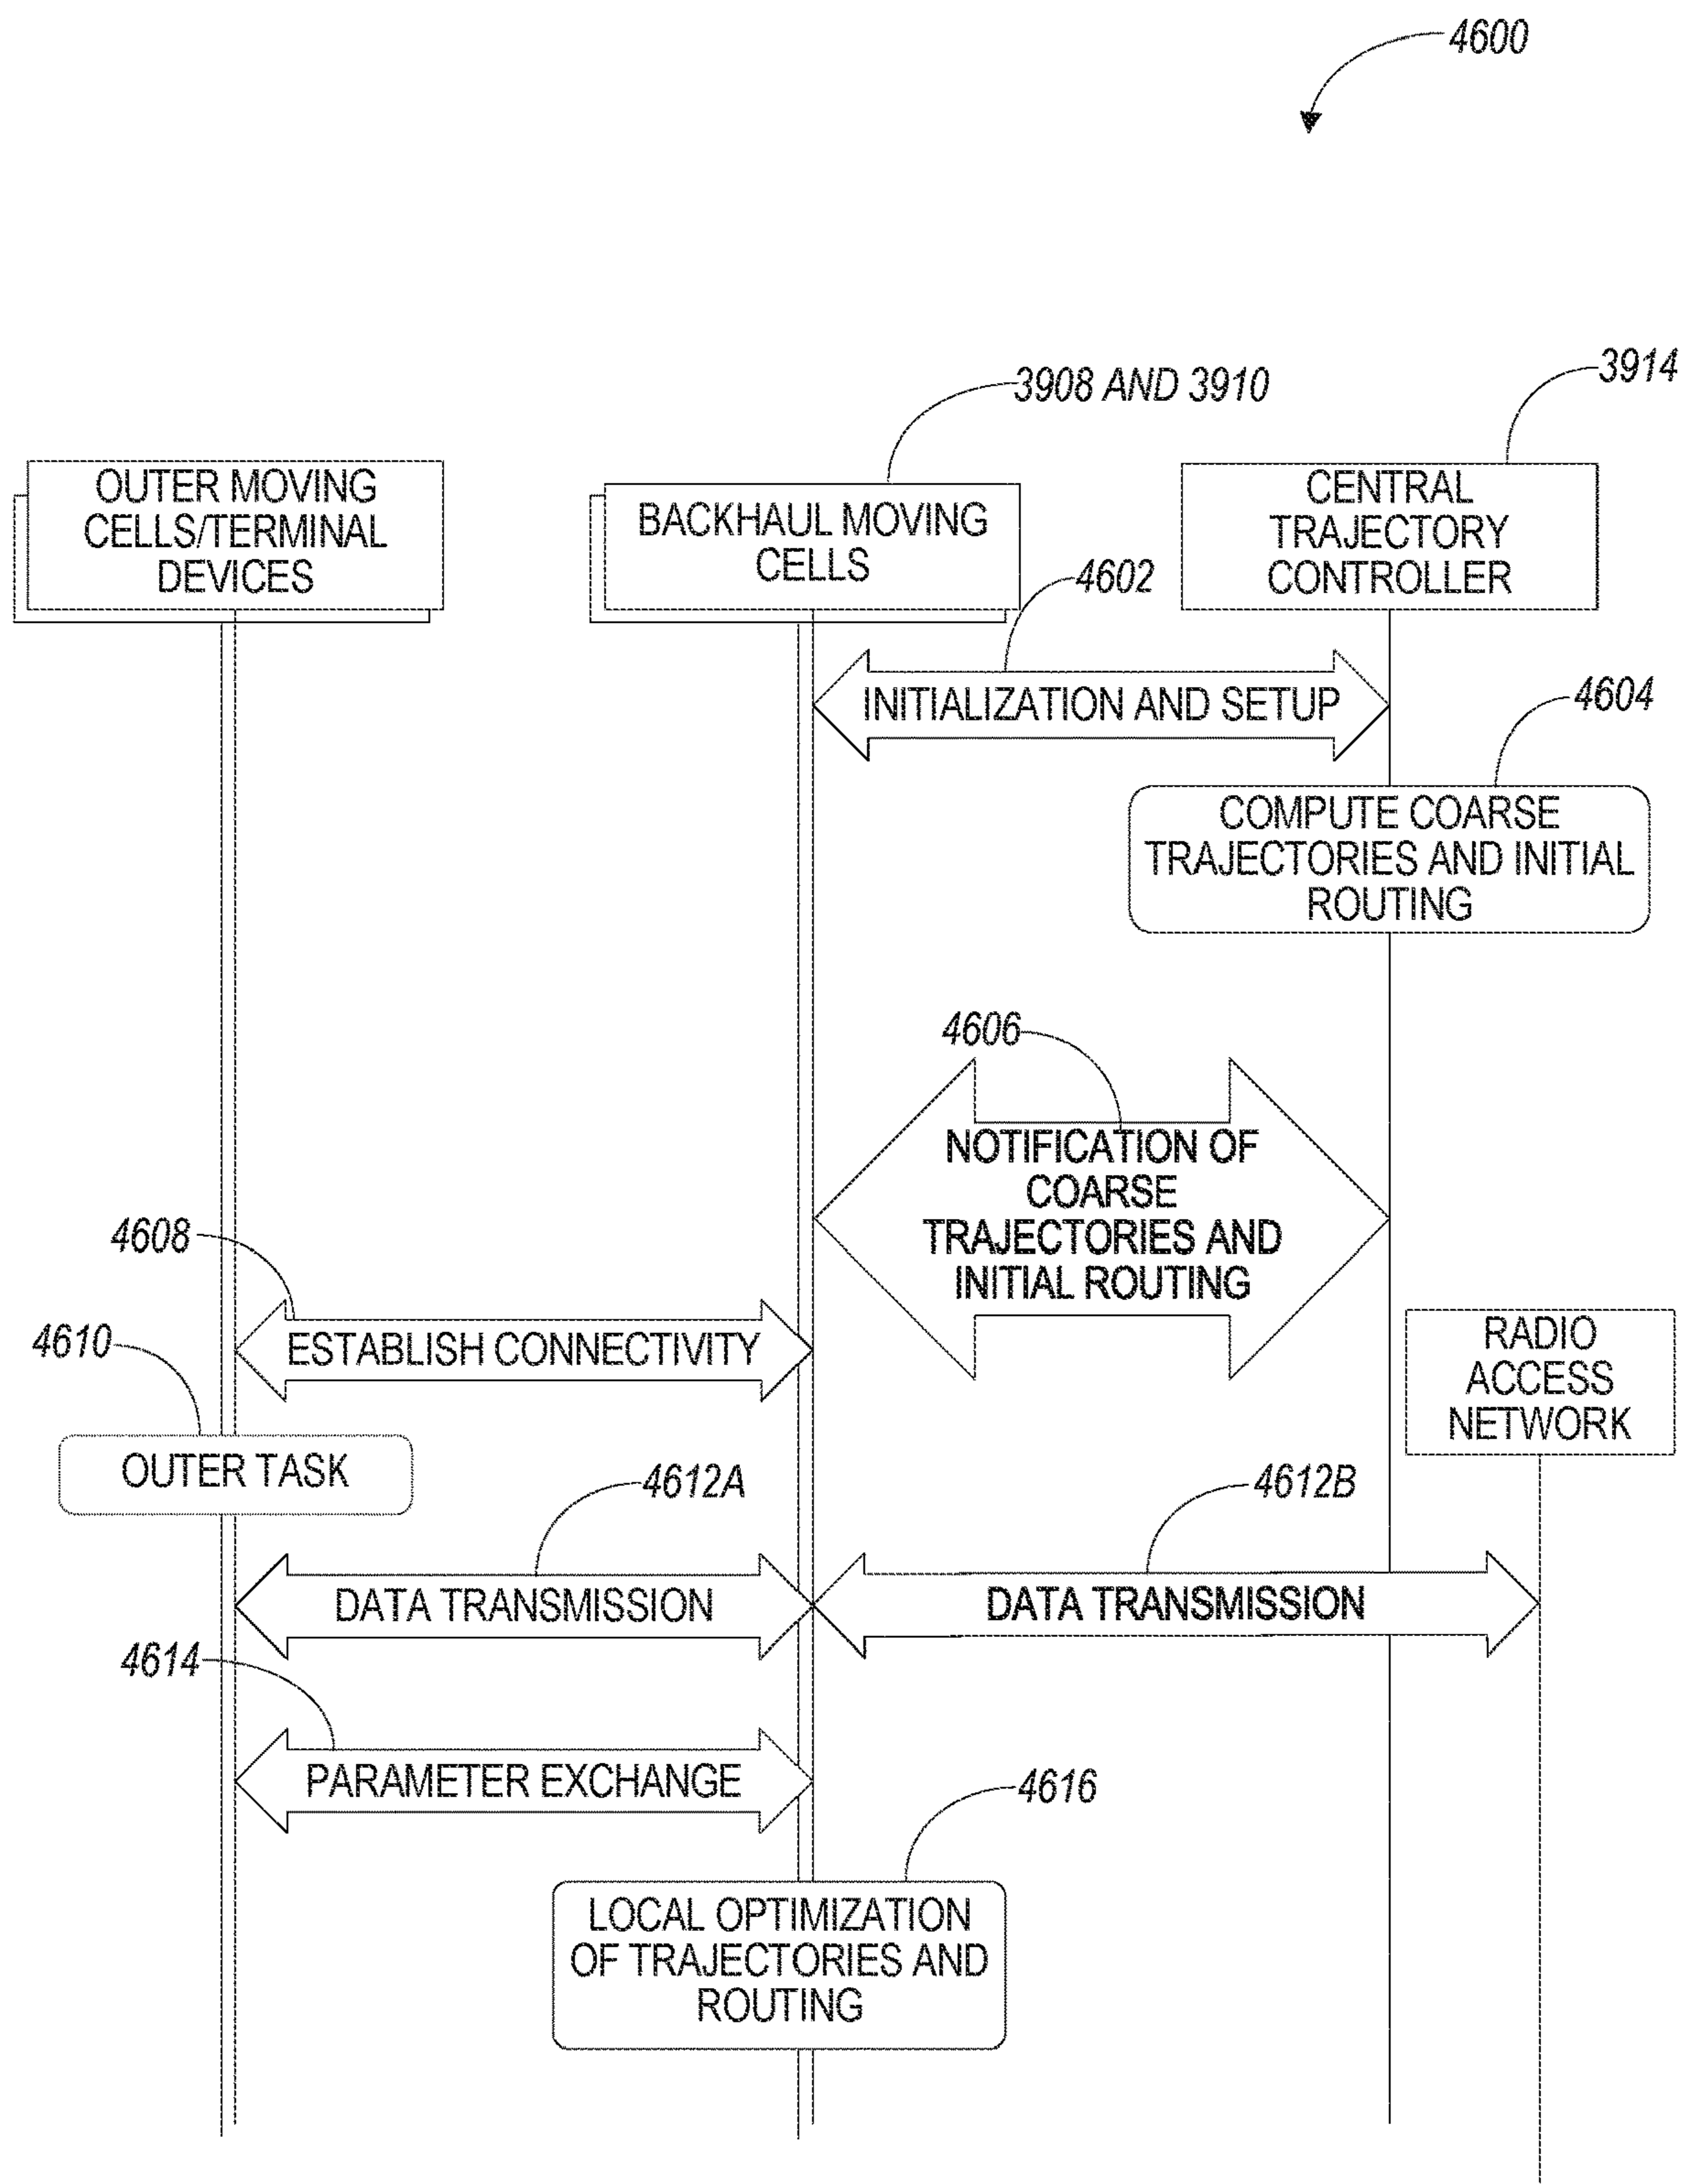 4600
3914
3908 AND 3910
OUTER MOVING
CELLS/TERMINAL
DEVICES
BACKHAUL MOVING
CELLS
CENTRAL
TRAJECTORY
CONTROLLER
4602
INITIALIZATION AND SETUP
4604
COMPUTE COARSE
TRAJECTORIES AND INITIAL
ROUTING
4606
NOTIFICATION OF
COARSE
TRAJECTORIES AND
INITIAL ROUTING
4608
ESTABLISH CONNECTIVITY
RADIO
ACCESS
NETWORK
4610
OUTER TASK
4612A
4612B
DATA TRANSMISSION
DATA TRANSMISSION
4614
PARAMETER EXCHANGE
4616
LOCAL OPTIMIZATION
OF TRAJECTORIES AND
ROUTING